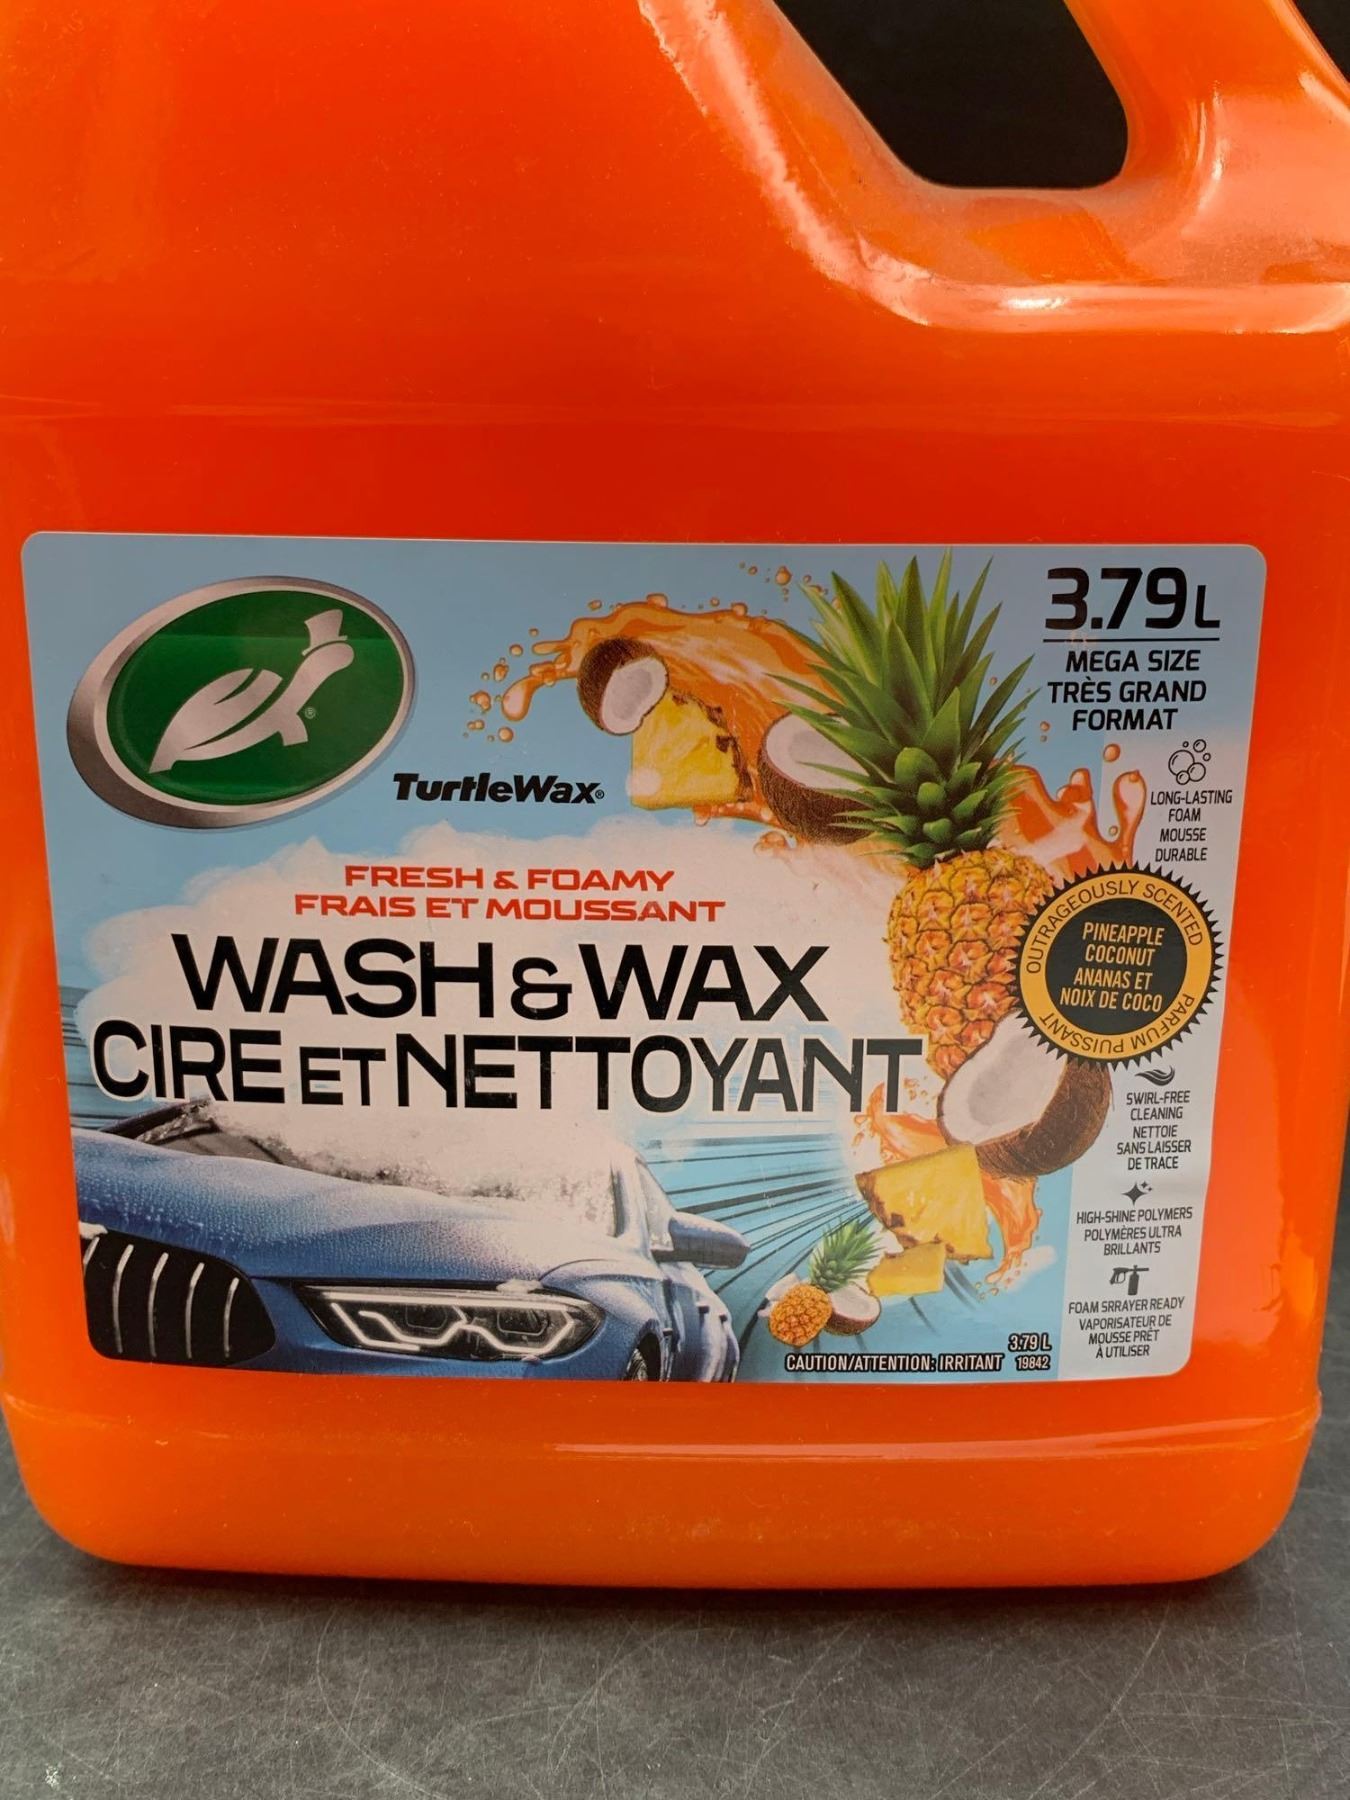 3.79L
MEGA SIZE
TRÈS GRAND
FORMAT
TurtleWax®
®
LONG-LASTING
FOAM
MOUSSE
DURABLE
FRESH & FOAMY
FRAIS ET MOUSSANT
WASH & WAX
CIRE ET NETTOYANT
OUTRAGEOUSLY SCENTED
PINEAPPLE
COCONUT
ANANAS ET
NOIX DE COCO
PARFUM PUISSANT
SWIRL-FREE
CLEANING
NETTOIE
SANS LAISSER
DE TRACE
HIGH-SHINE POLYMERS
POLYMÈRES ULTRA
BRILLANTS
FOAM SRRAYER READY
VAPORISATEUR DE
MOUSSE PRÊT
À UTILISER
3.79 L
CAUTION/ATTENTION: IRRITANT 19842